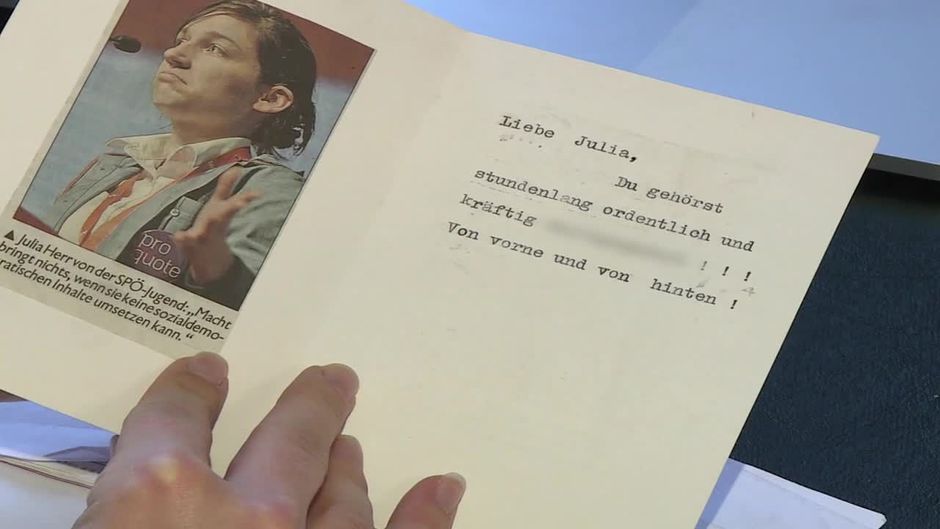 pro
quote
▲ Julia Herr von der SPÖ-Jugend: „Macht
bringt nichts, wenn sie keine sozialdemo-
kratischen Inhalte umsetzen kann.“
Liebe Julia,
Du gehörst
stundenlang ordentlich und
kräftig ! ! !
Von vorne und von hinten !